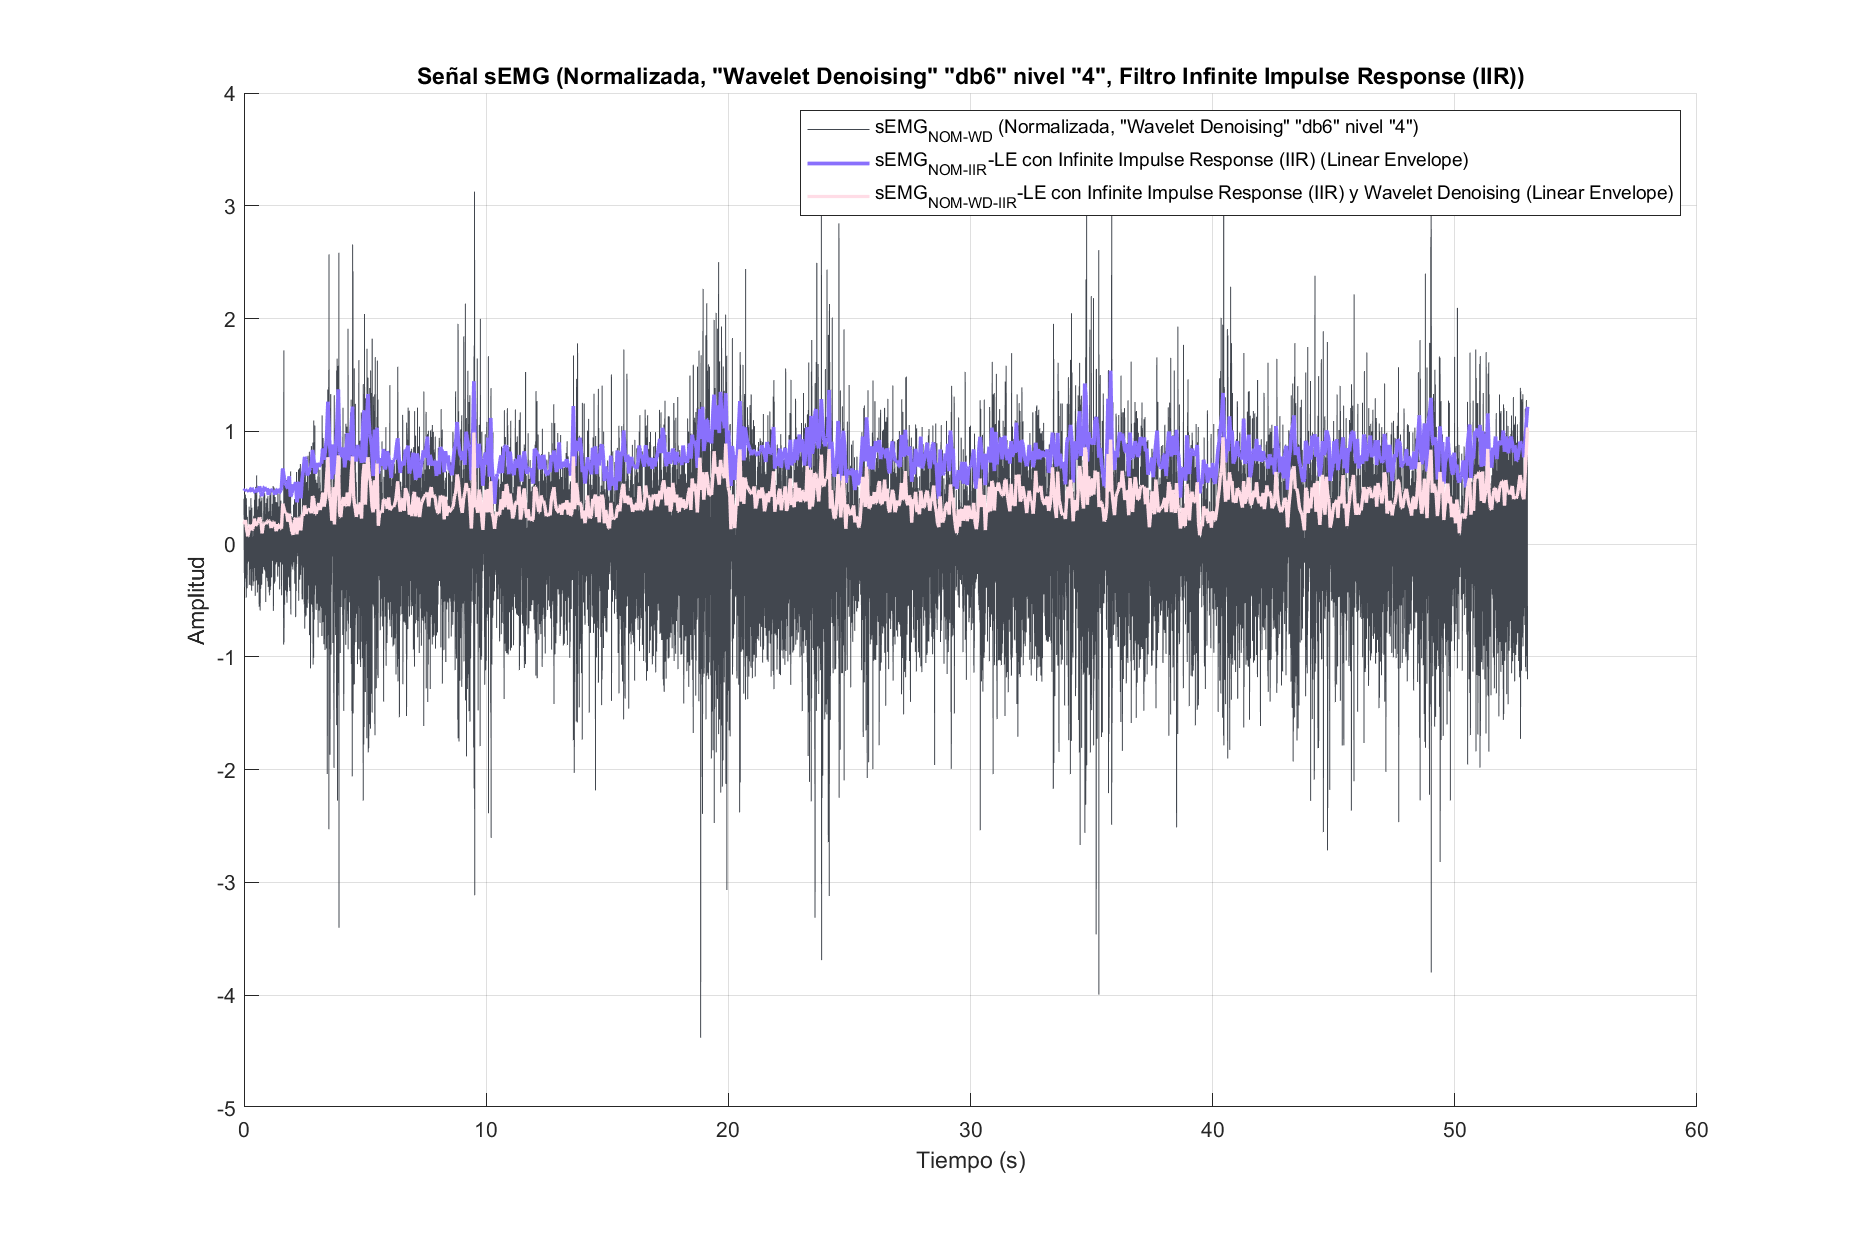 Señal sEMG (Normalizada, "Wavelet Denoising" "db6" nivel "4", Filtro Infinite Impulse Response (IIR))
sEMG_NOM-WD (Normalizada, "Wavelet Denoising" "db6" nivel "4")
sEMG_NOM-IIR-LE con Infinite Impulse Response (IIR) (Linear Envelope)
sEMG_NOM-WD-IIR-LE con Infinite Impulse Response (IIR) y Wavelet Denoising (Linear Envelope)
4
3
2
1
0
-1
-2
-3
-4
-5
Amplitud
0 10 20 30 40 50 60
Tiempo (s)